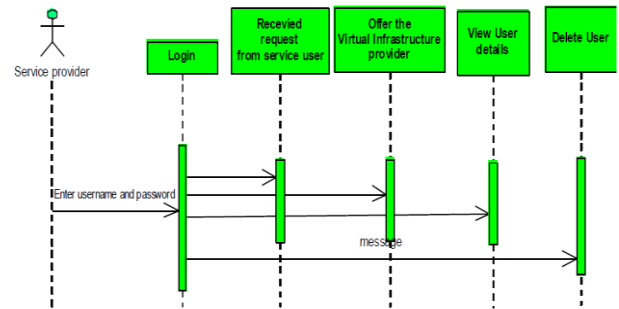 Service provider
Login
Recevied
request
from service user
Offer the
Virtual Infrastructure
provider
View User
details
Delete User
Enter username and password
message